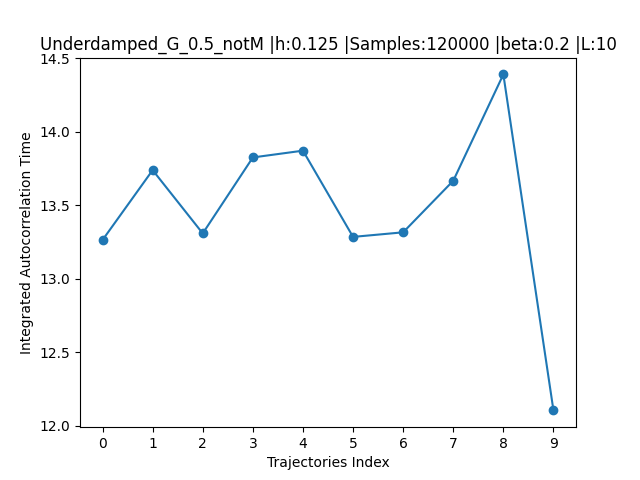 Underdamped_G_0.5_notM |h:0.125 |Samples:120000 |beta:0.2 |L:10
14.5
14.0
13.5
13.0
12.5
12.0
Integrated Autocorrelation Time
0 1 2 3 4 5 6 7 8 9
Trajectories Index